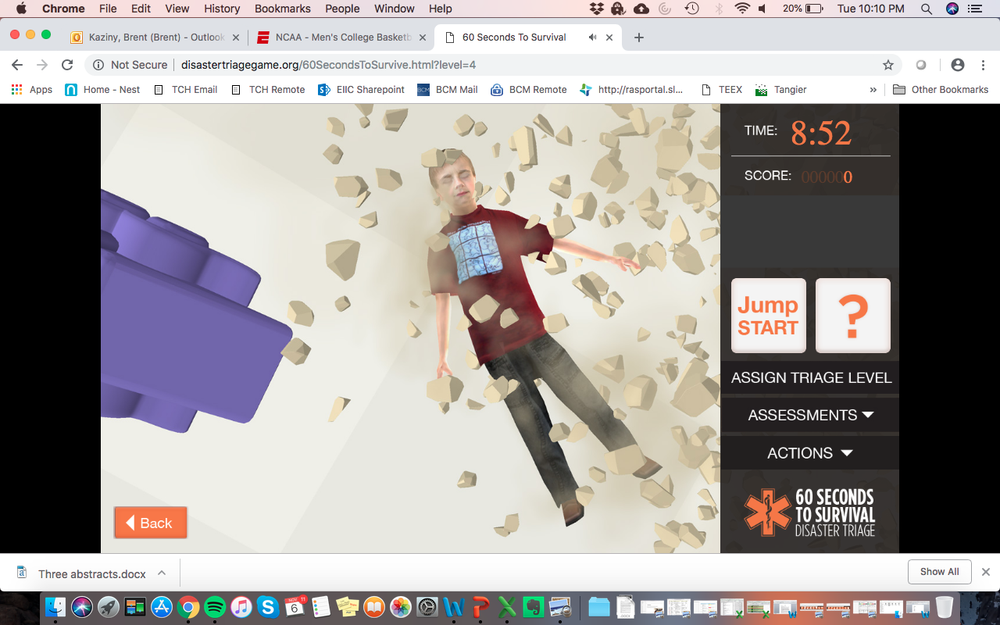 Chrome File Edit View History Bookmarks People Window Help 20% Tue 10:10 PM
Kaziny, Brent (Brent) - Outlook NCAA - Men's College Basketb 60 Seconds To Survival
Not Secure disastertriagegame.org/60SecondsToSurvive.html?level=4
Apps Home - Nest TCH Email TCH Remote EIIC Sharepoint BCM BCM Mail BCM Remote http://rasportal.sl... TEEX Tangier » Other Bookmarks
TIME: 8:52
SCORE: 000000
Jump
START
?
ASSIGN TRIAGE LEVEL
ASSESSMENTS
ACTIONS
60 SECONDS
TO SURVIVAL
DISASTER TRIAGE
Back
Three abstracts.docx Show All
NOV 11
6